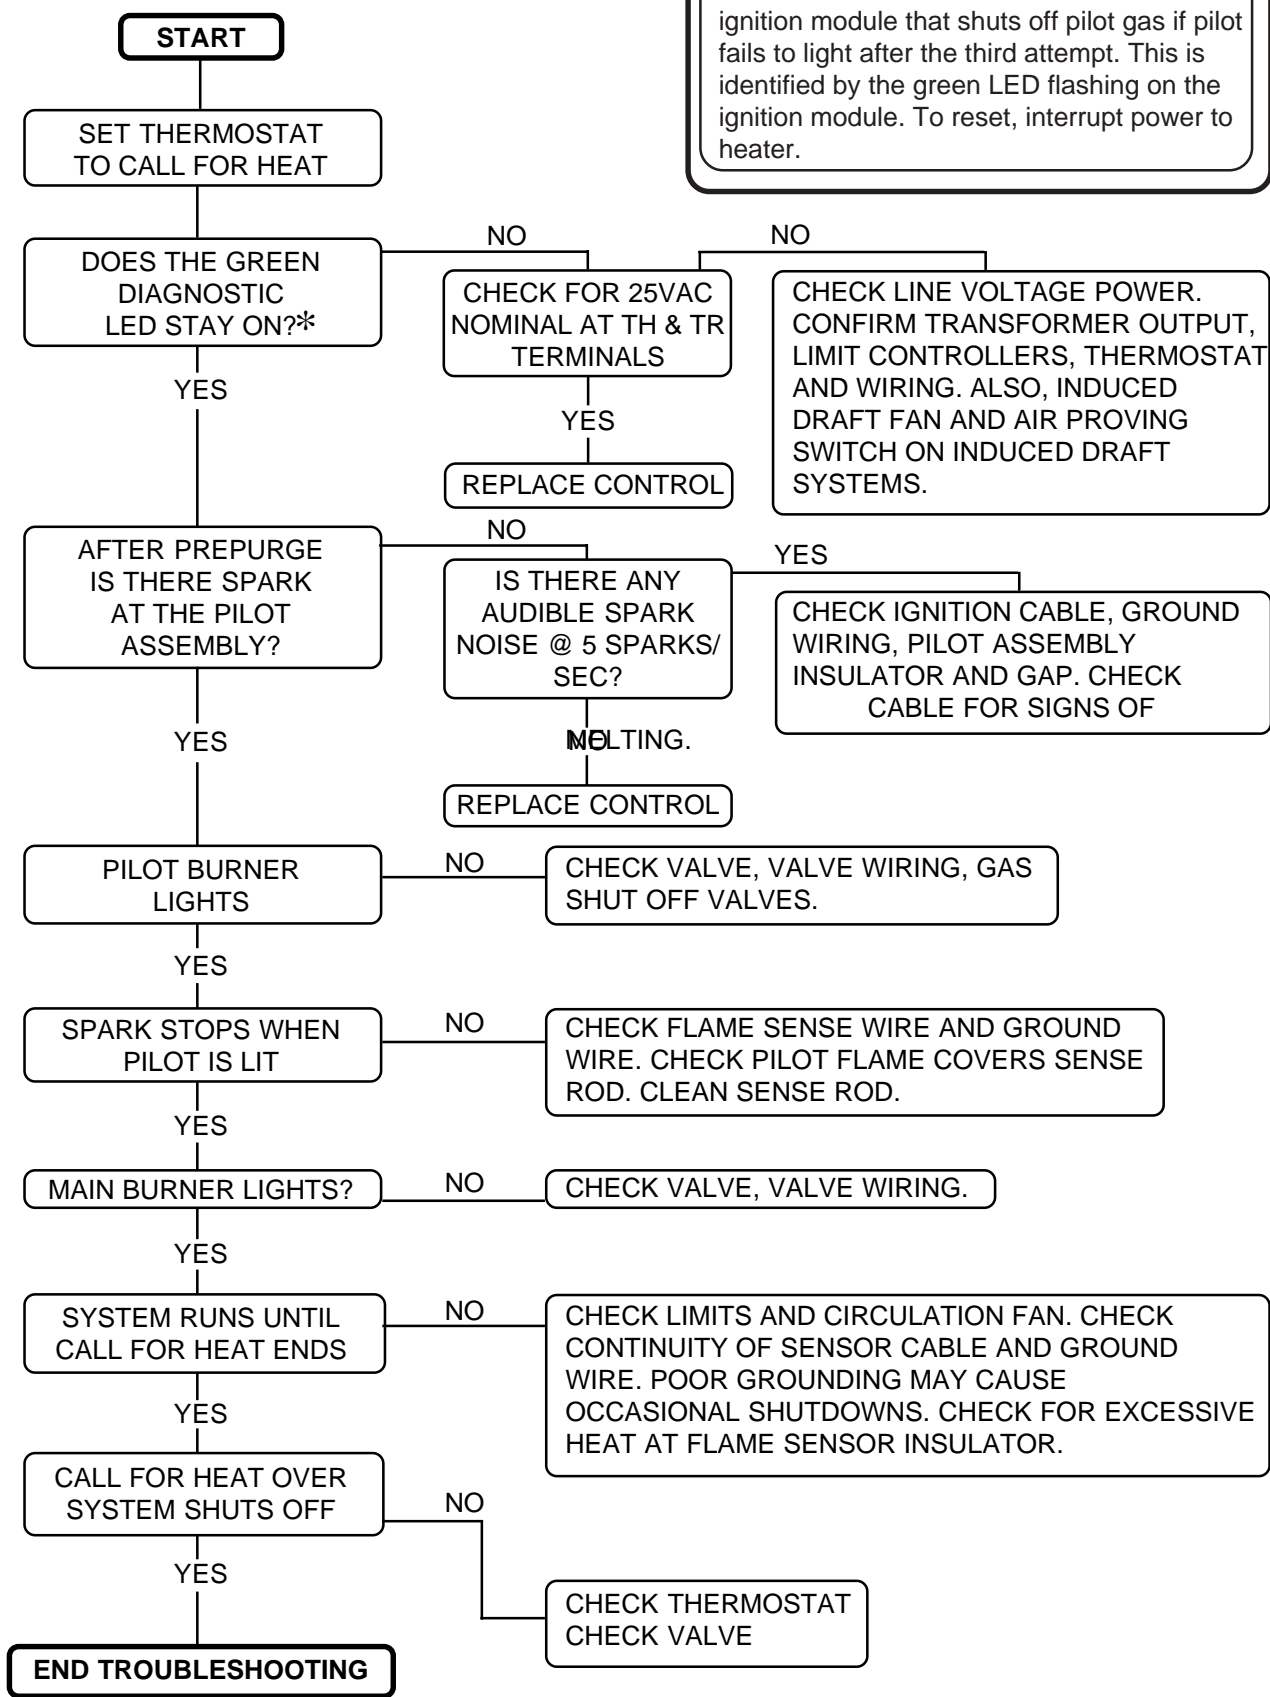 START
ignition module that shuts off pilot gas if pilot
fails to light after the third attempt. This is
identified by the green LED flashing on the
ignition module. To reset, interrupt power to
heater.
SET THERMOSTAT
TO CALL FOR HEAT
DOES THE GREEN
DIAGNOSTIC
LED STAY ON?*
NO
CHECK FOR 25VAC
NOMINAL AT TH & TR
TERMINALS
NO
CHECK LINE VOLTAGE POWER.
CONFIRM TRANSFORMER OUTPUT,
LIMIT CONTROLLERS, THERMOSTAT
AND WIRING. ALSO, INDUCED
DRAFT FAN AND AIR PROVING
SWITCH ON INDUCED DRAFT
SYSTEMS.
YES
YES
REPLACE CONTROL
AFTER PREPURGE
IS THERE SPARK
AT THE PILOT
ASSEMBLY?
NO
IS THERE ANY
AUDIBLE SPARK
NOISE @ 5 SPARKS/
SEC?
YES
CHECK IGNITION CABLE, GROUND
WIRING, PILOT ASSEMBLY
INSULATOR AND GAP. CHECK
CABLE FOR SIGNS OF
MELTING.
YES
NO
REPLACE CONTROL
PILOT BURNER
LIGHTS
NO
CHECK VALVE, VALVE WIRING, GAS
SHUT OFF VALVES.
YES
SPARK STOPS WHEN
PILOT IS LIT
NO
CHECK FLAME SENSE WIRE AND GROUND
WIRE. CHECK PILOT FLAME COVERS SENSE
ROD. CLEAN SENSE ROD.
YES
MAIN BURNER LIGHTS?
NO
CHECK VALVE, VALVE WIRING.
YES
SYSTEM RUNS UNTIL
CALL FOR HEAT ENDS
NO
CHECK LIMITS AND CIRCULATION FAN. CHECK
CONTINUITY OF SENSOR CABLE AND GROUND
WIRE. POOR GROUNDING MAY CAUSE
OCCASIONAL SHUTDOWNS. CHECK FOR EXCESSIVE
HEAT AT FLAME SENSOR INSULATOR.
YES
CALL FOR HEAT OVER
SYSTEM SHUTS OFF
NO
CHECK THERMOSTAT
CHECK VALVE
YES
END TROUBLESHOOTING